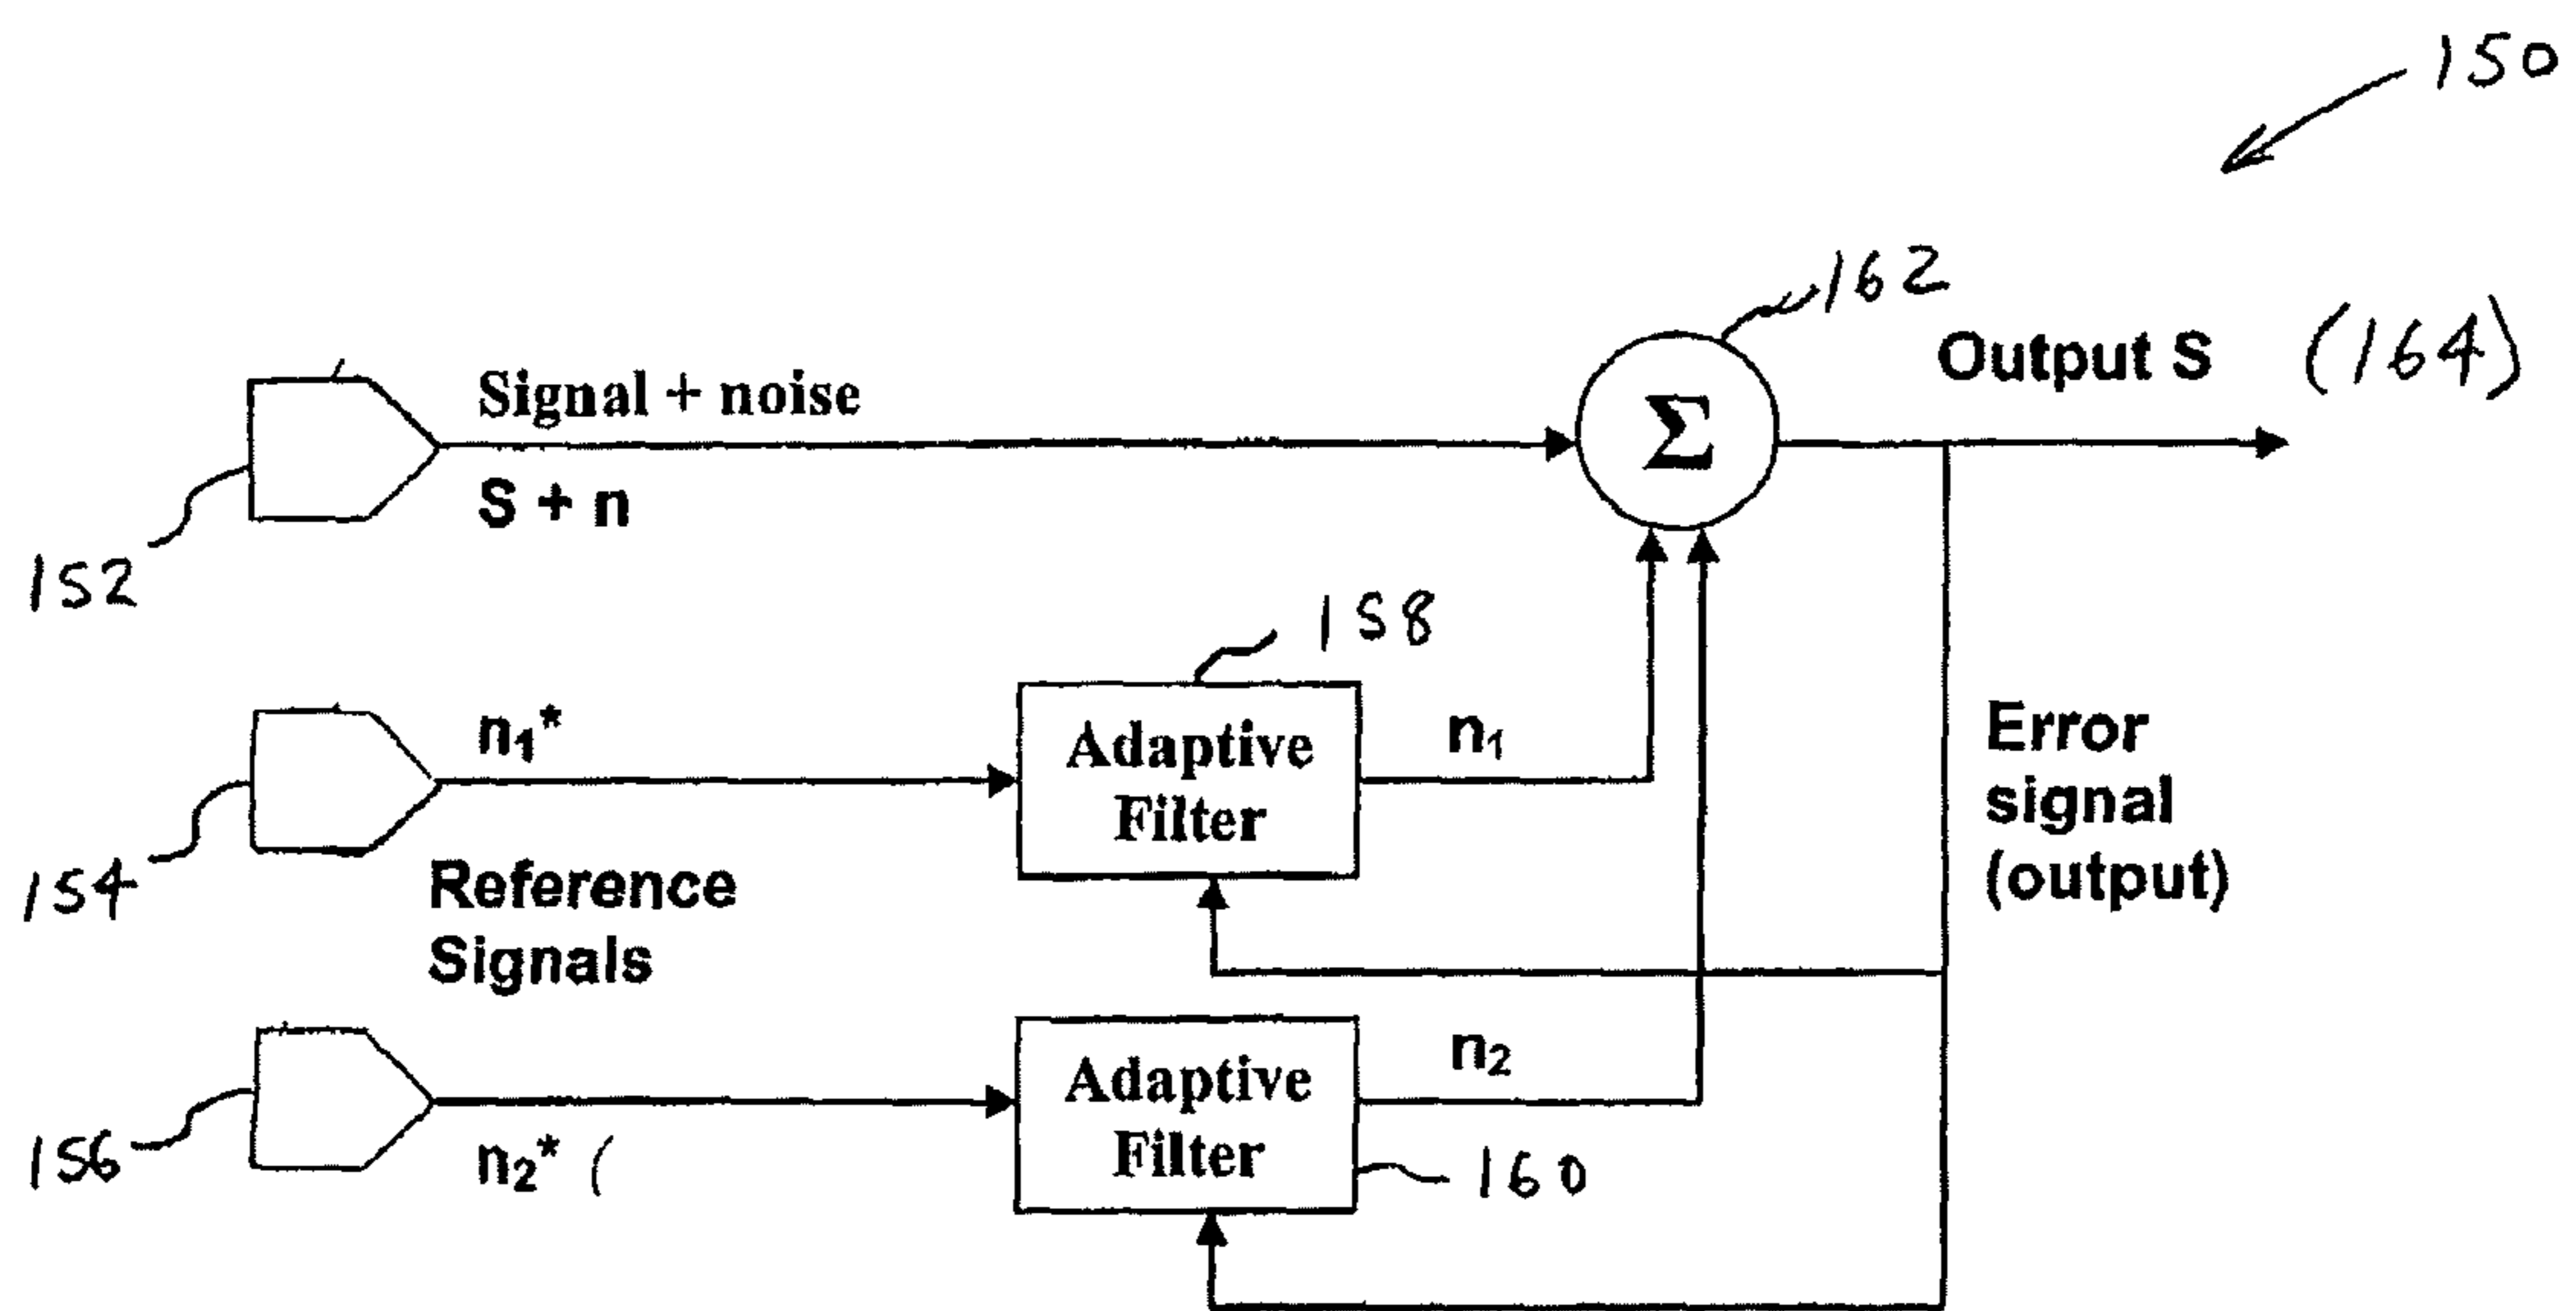 150
162
Output S (164)
Signal + noise
Σ
S + n
152
158
n₁*
Adaptive
Filter
n₁
Error
signal
(output)
154
Reference
Signals
n₂
Adaptive
Filter
156
n₂* (
160